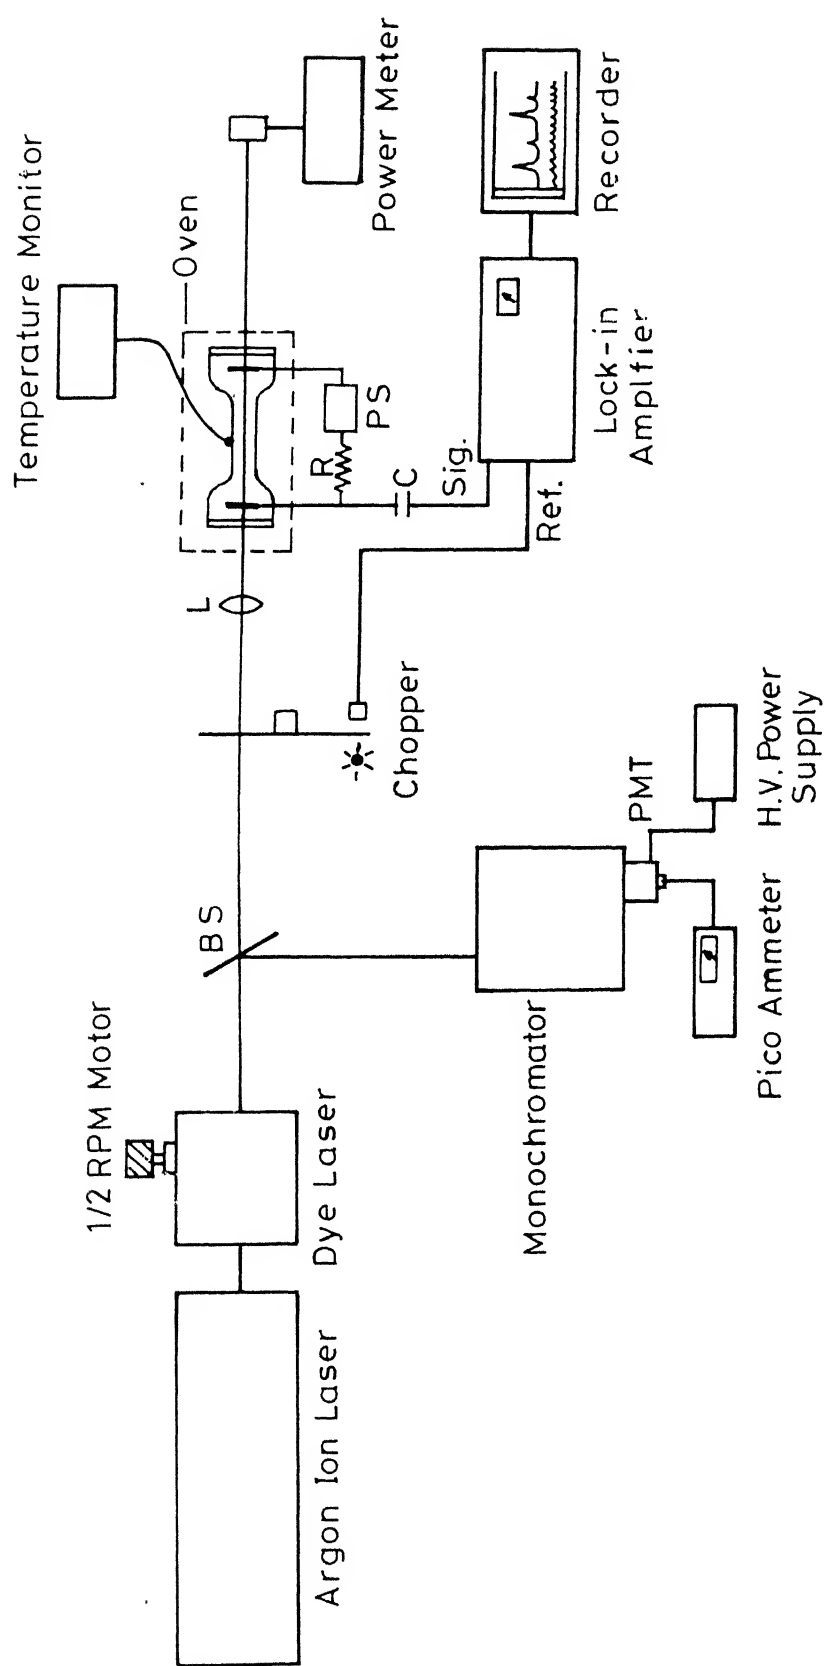 Temperature Monitor
1/2 RPM Motor
Oven
L
BS
R
PS
Power Meter
Argon Ion Laser
Dye Laser
Chopper
C
Sig.
Ref.
Monochromator
Lock-in
Amplfier
Recorder
PMT
Pico Ammeter
H.V. Power
Supply